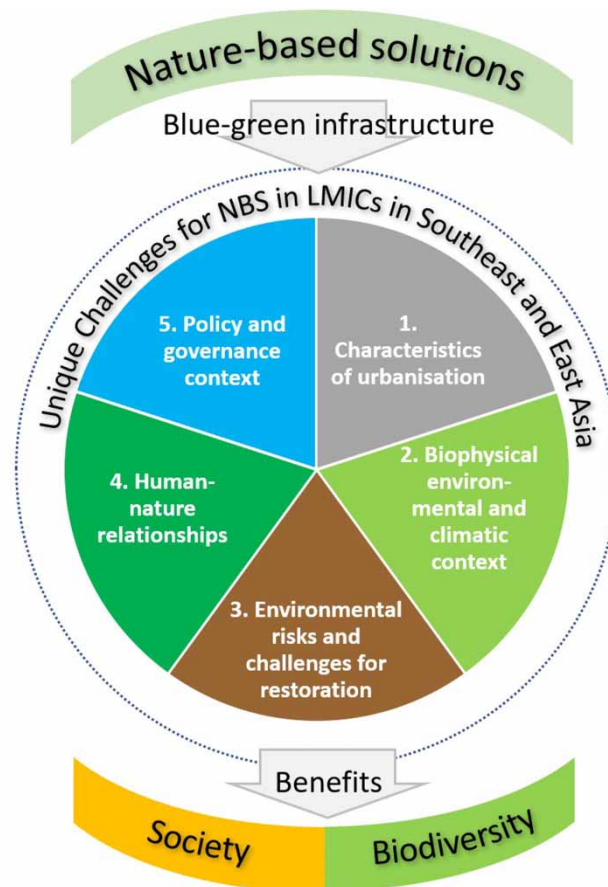 Nature-based solutions
Blue-green infrastructure
Unique Challenges for NBS in LMICs in Southeast and East Asia
5. Policy and
governance
context
1.
Characteristics
of urbanisation
4. Human-
nature
relationships
2. Biophysical
environ-
mental and
climatic
context
3. Environmental
risks and
challenges for
restoration
Benefits
Society
Biodiversity